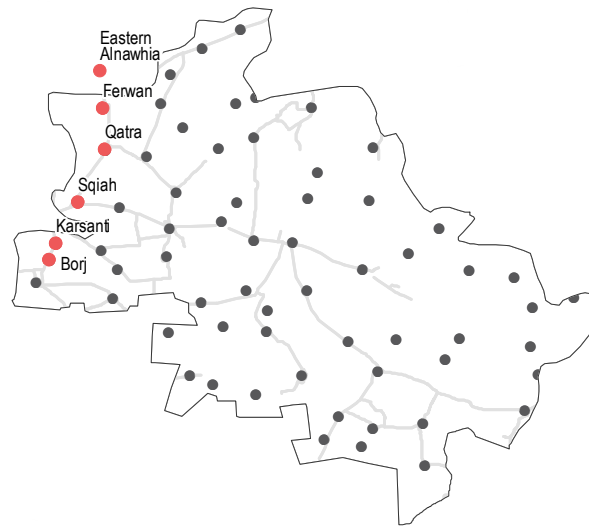 Eastern
Alnawhia
Ferwan
Qatra
Sqiah
Karsanti
Borj